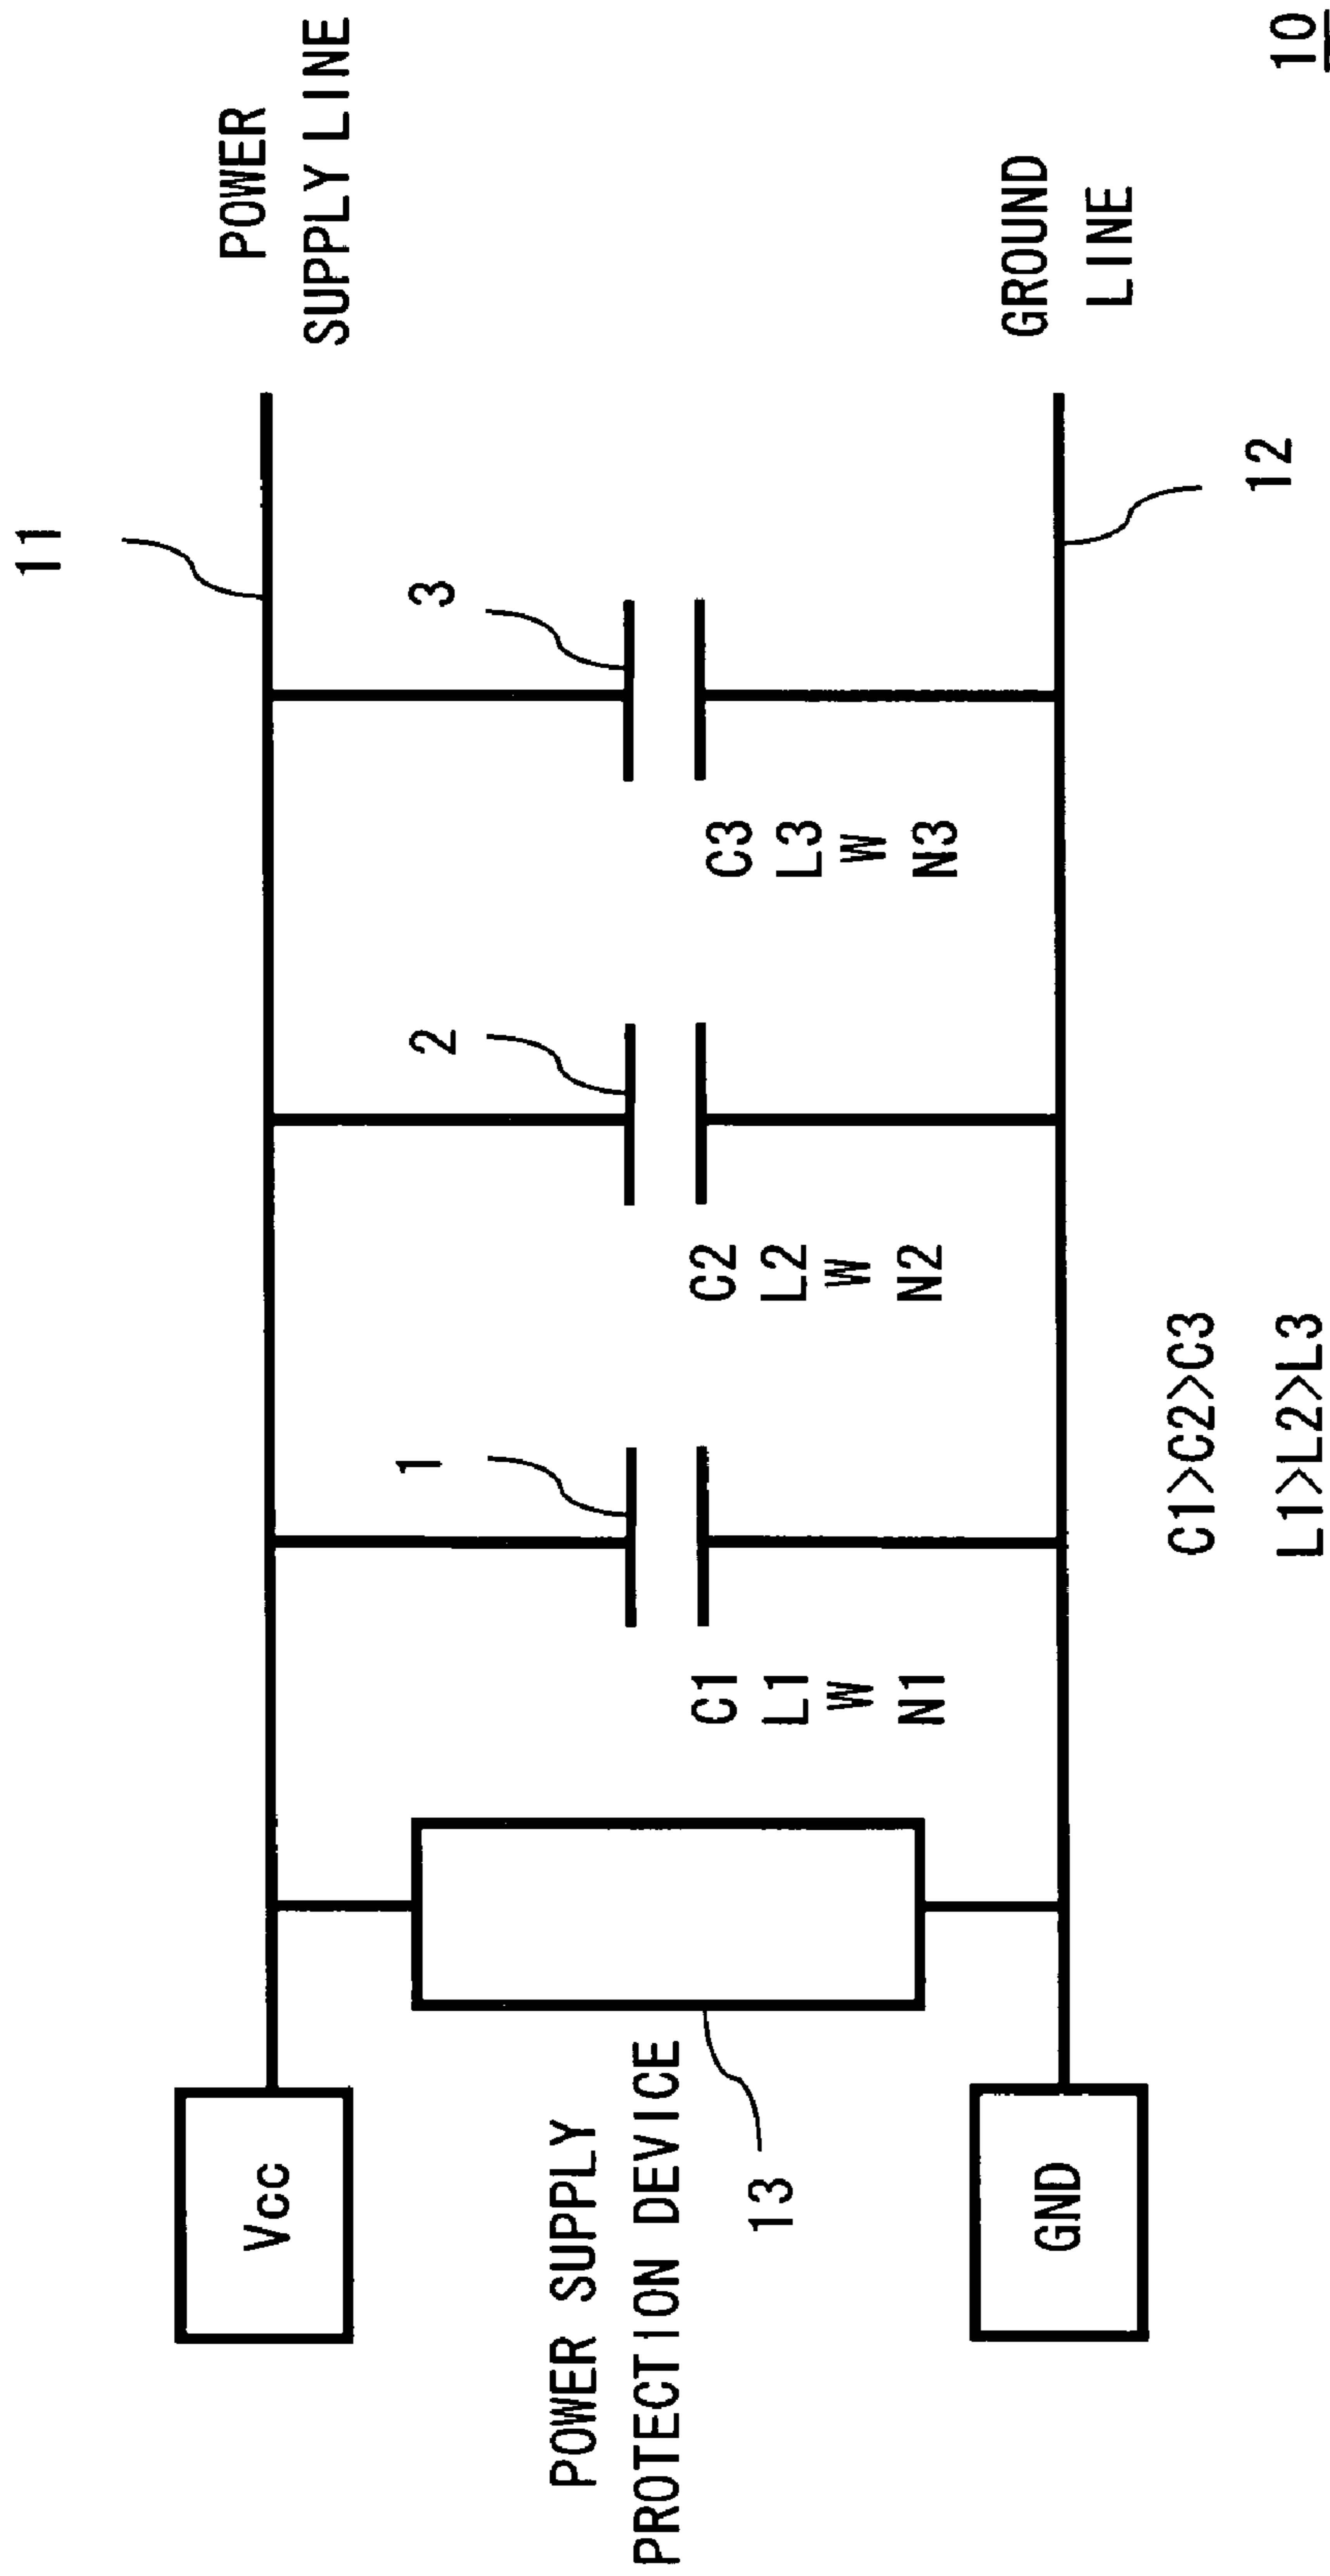 11
POWER
SUPPLY LINE
Vcc
1
2
3
POWER SUPPLY
PROTECTION DEVICE
13
C1
L1
W
N1
C2
L2
W
N2
C3
L3
W
N3
GND
GROUND
LINE
12
C1>C2>C3
L1>L2>L3
10